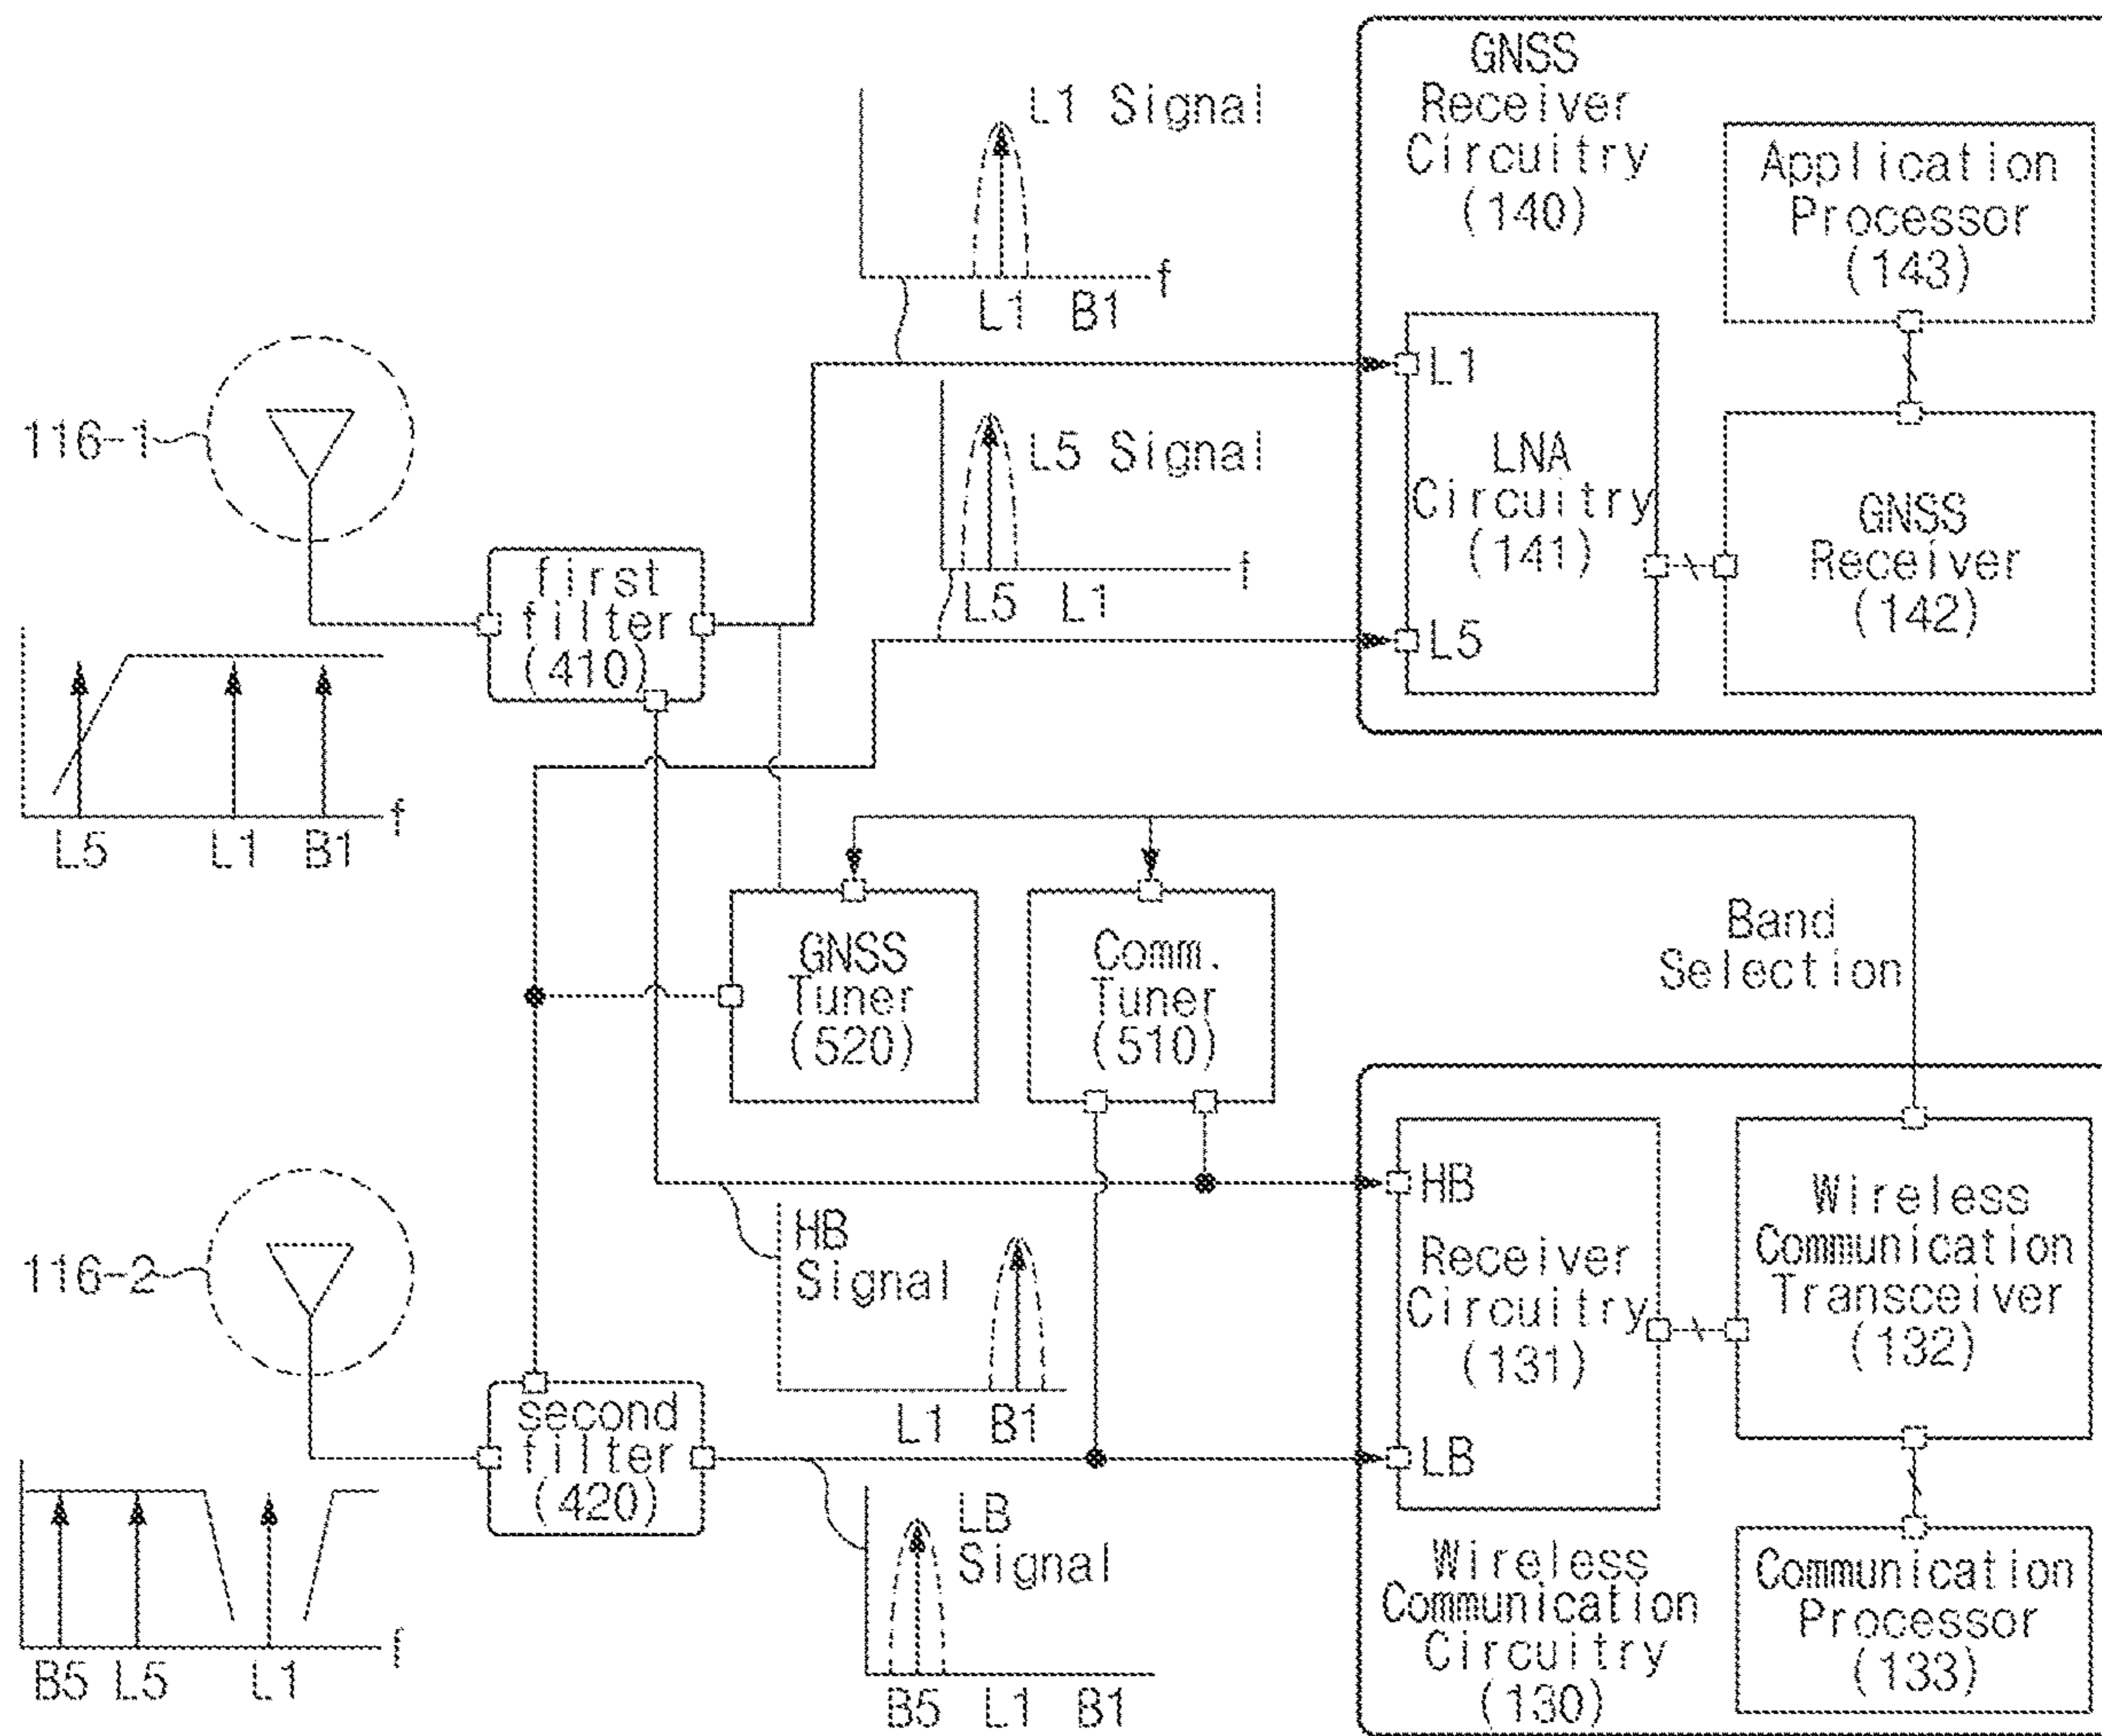 GNSS
Receiver
Circuitry
(140)
Application
Processor
(143)
L1 Signal
f
L1 B1
L1
L5 Signal
f
L5 L1
LNA
Circuitry
(141)
L5
GNSS
Receiver
(142)
116-1
first
filter
(410)
f
L5 L1 B1
GNSS
Tuner
(520)
Comm.
Tuner
(510)
Band
Selection
116-2
HB
Signal
L1 B1
HB
Receiver
Circuitry
(131)
LB
Wireless
Communication
Transceiver
(132)
second
filter
(420)
f
B5 L5 L1
LB
Signal
B5 L1 B1
Wireless
Communication
Circuitry
(130)
Communication
Processor
(133)